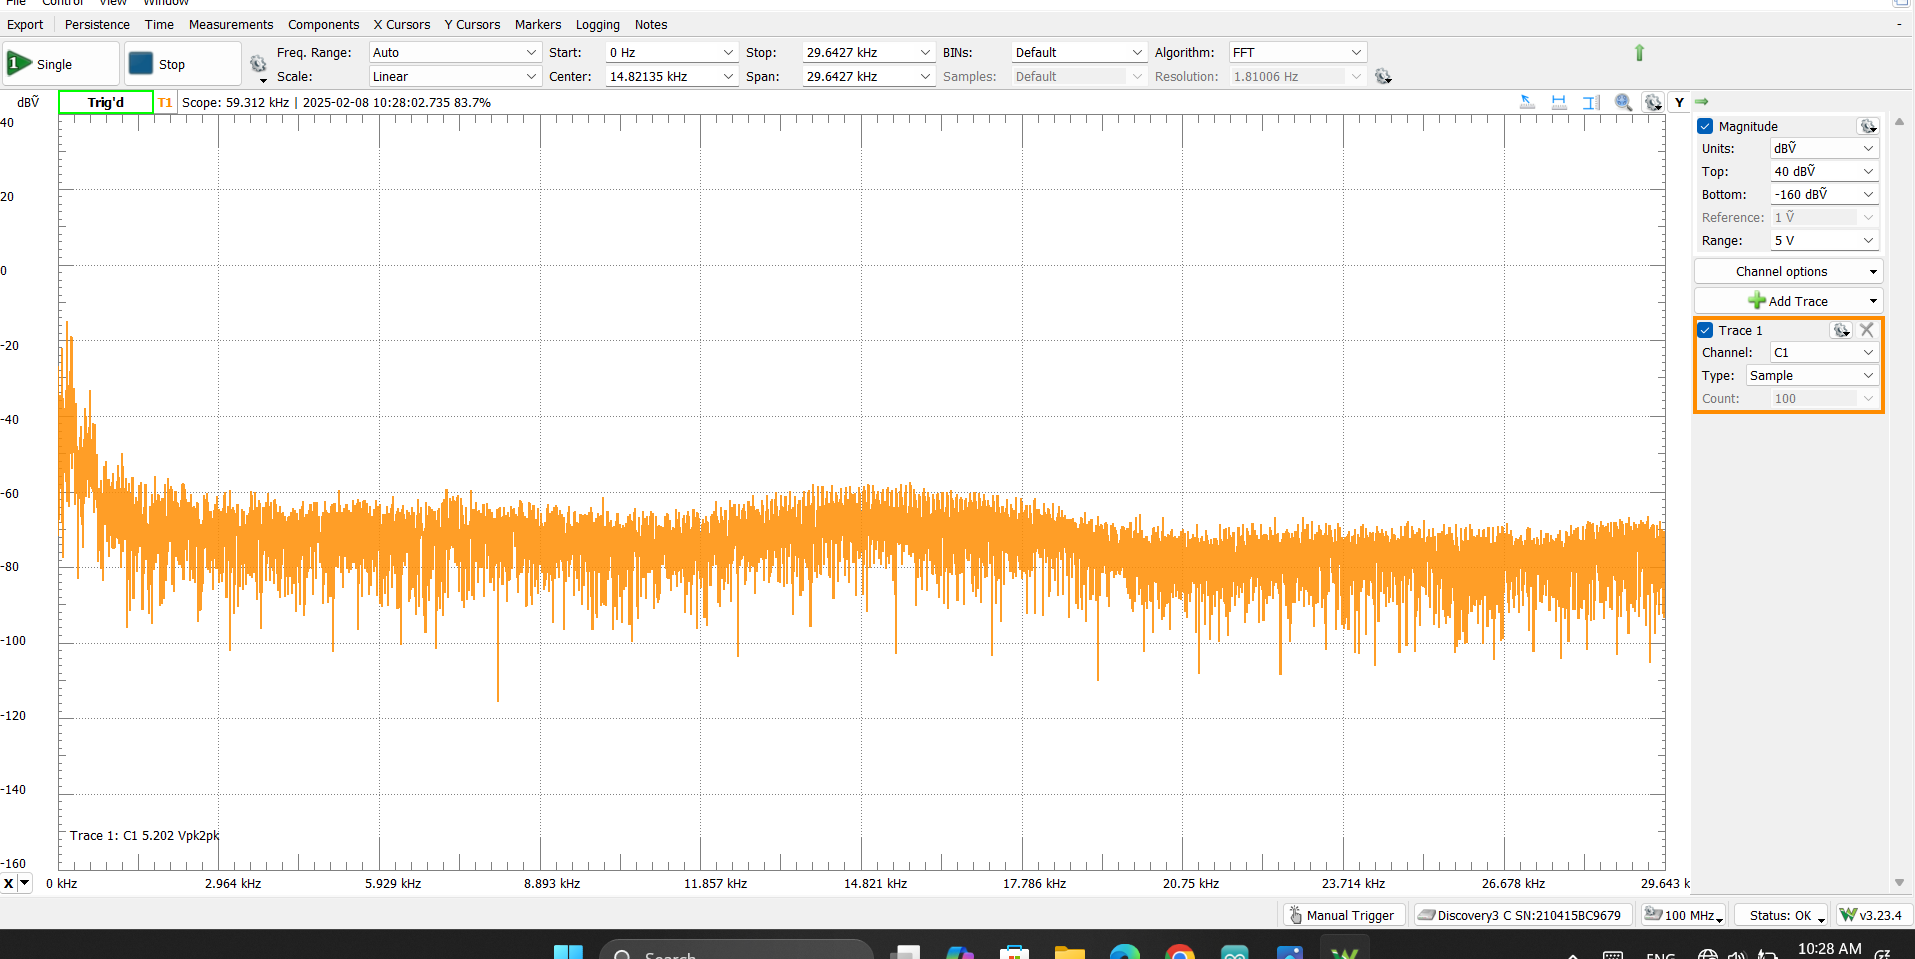 File Control View Window
Export Persistence Time Measurements Components X Cursors Y Cursors Markers Logging Notes -
1 Single Stop Freq. Range: Auto Start: 0 Hz Stop: 29.6427 kHz BINs: Default Algorithm: FFT
Scale: Linear Center: 14.82135 kHz Span: 29.6427 kHz Samples: Default Resolution: 1.81006 Hz
dBṼ Trig'd T1 Scope: 59.312 kHz | 2025-02-08 10:28:02.735 83.7% Y
40
20
0
-20
-40
-60
-80
-100
-120
-140
-160
Trace 1: C1 5.202 Vpk2pk
X 0 kHz 2.964 kHz 5.929 kHz 8.893 kHz 11.857 kHz 14.821 kHz 17.786 kHz 20.75 kHz 23.714 kHz 26.678 kHz 29.643 k
Magnitude
Units: dBṼ
Top: 40 dBṼ
Bottom: -160 dBṼ
Reference: 1 Ṽ
Range: 5 V
Channel options
Add Trace
Trace 1
Channel: C1
Type: Sample
Count: 100
Manual Trigger Discovery3 C SN:210415BC9679 100 MHz Status: OK W v3.23.4
Search ENG 10:28 AM